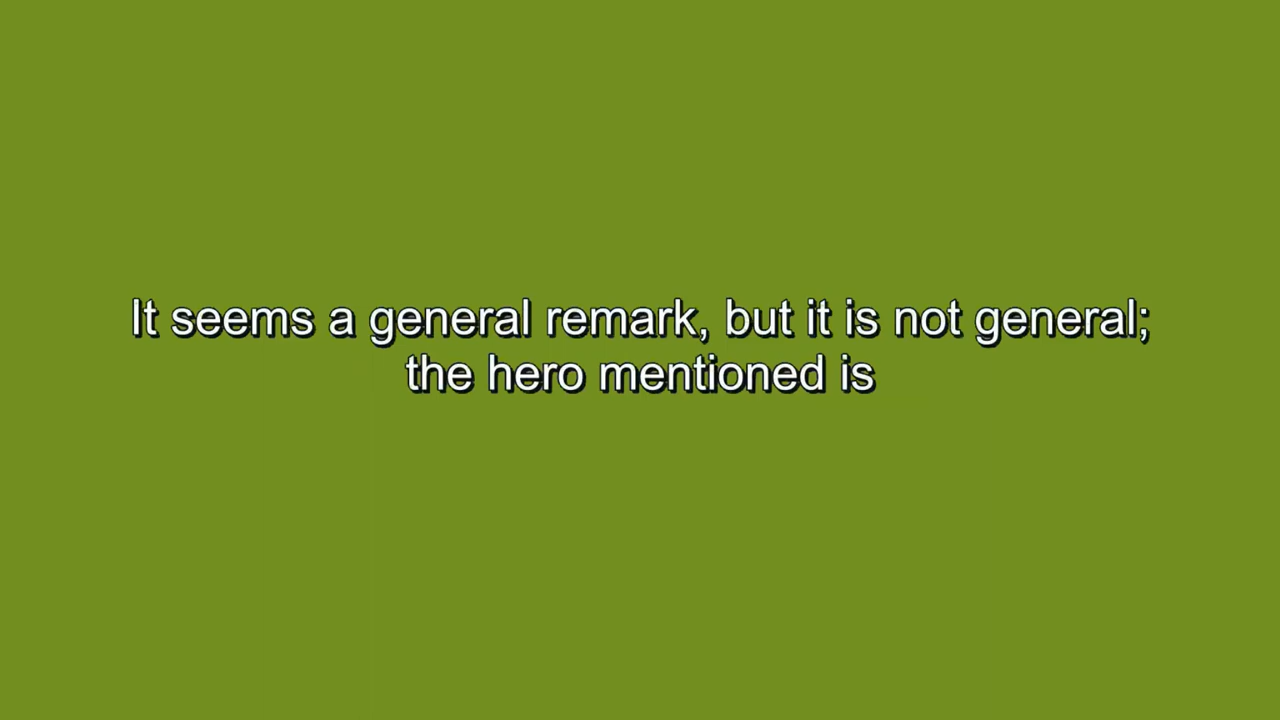 It seems a general remark, but it is not general;
the hero mentioned is